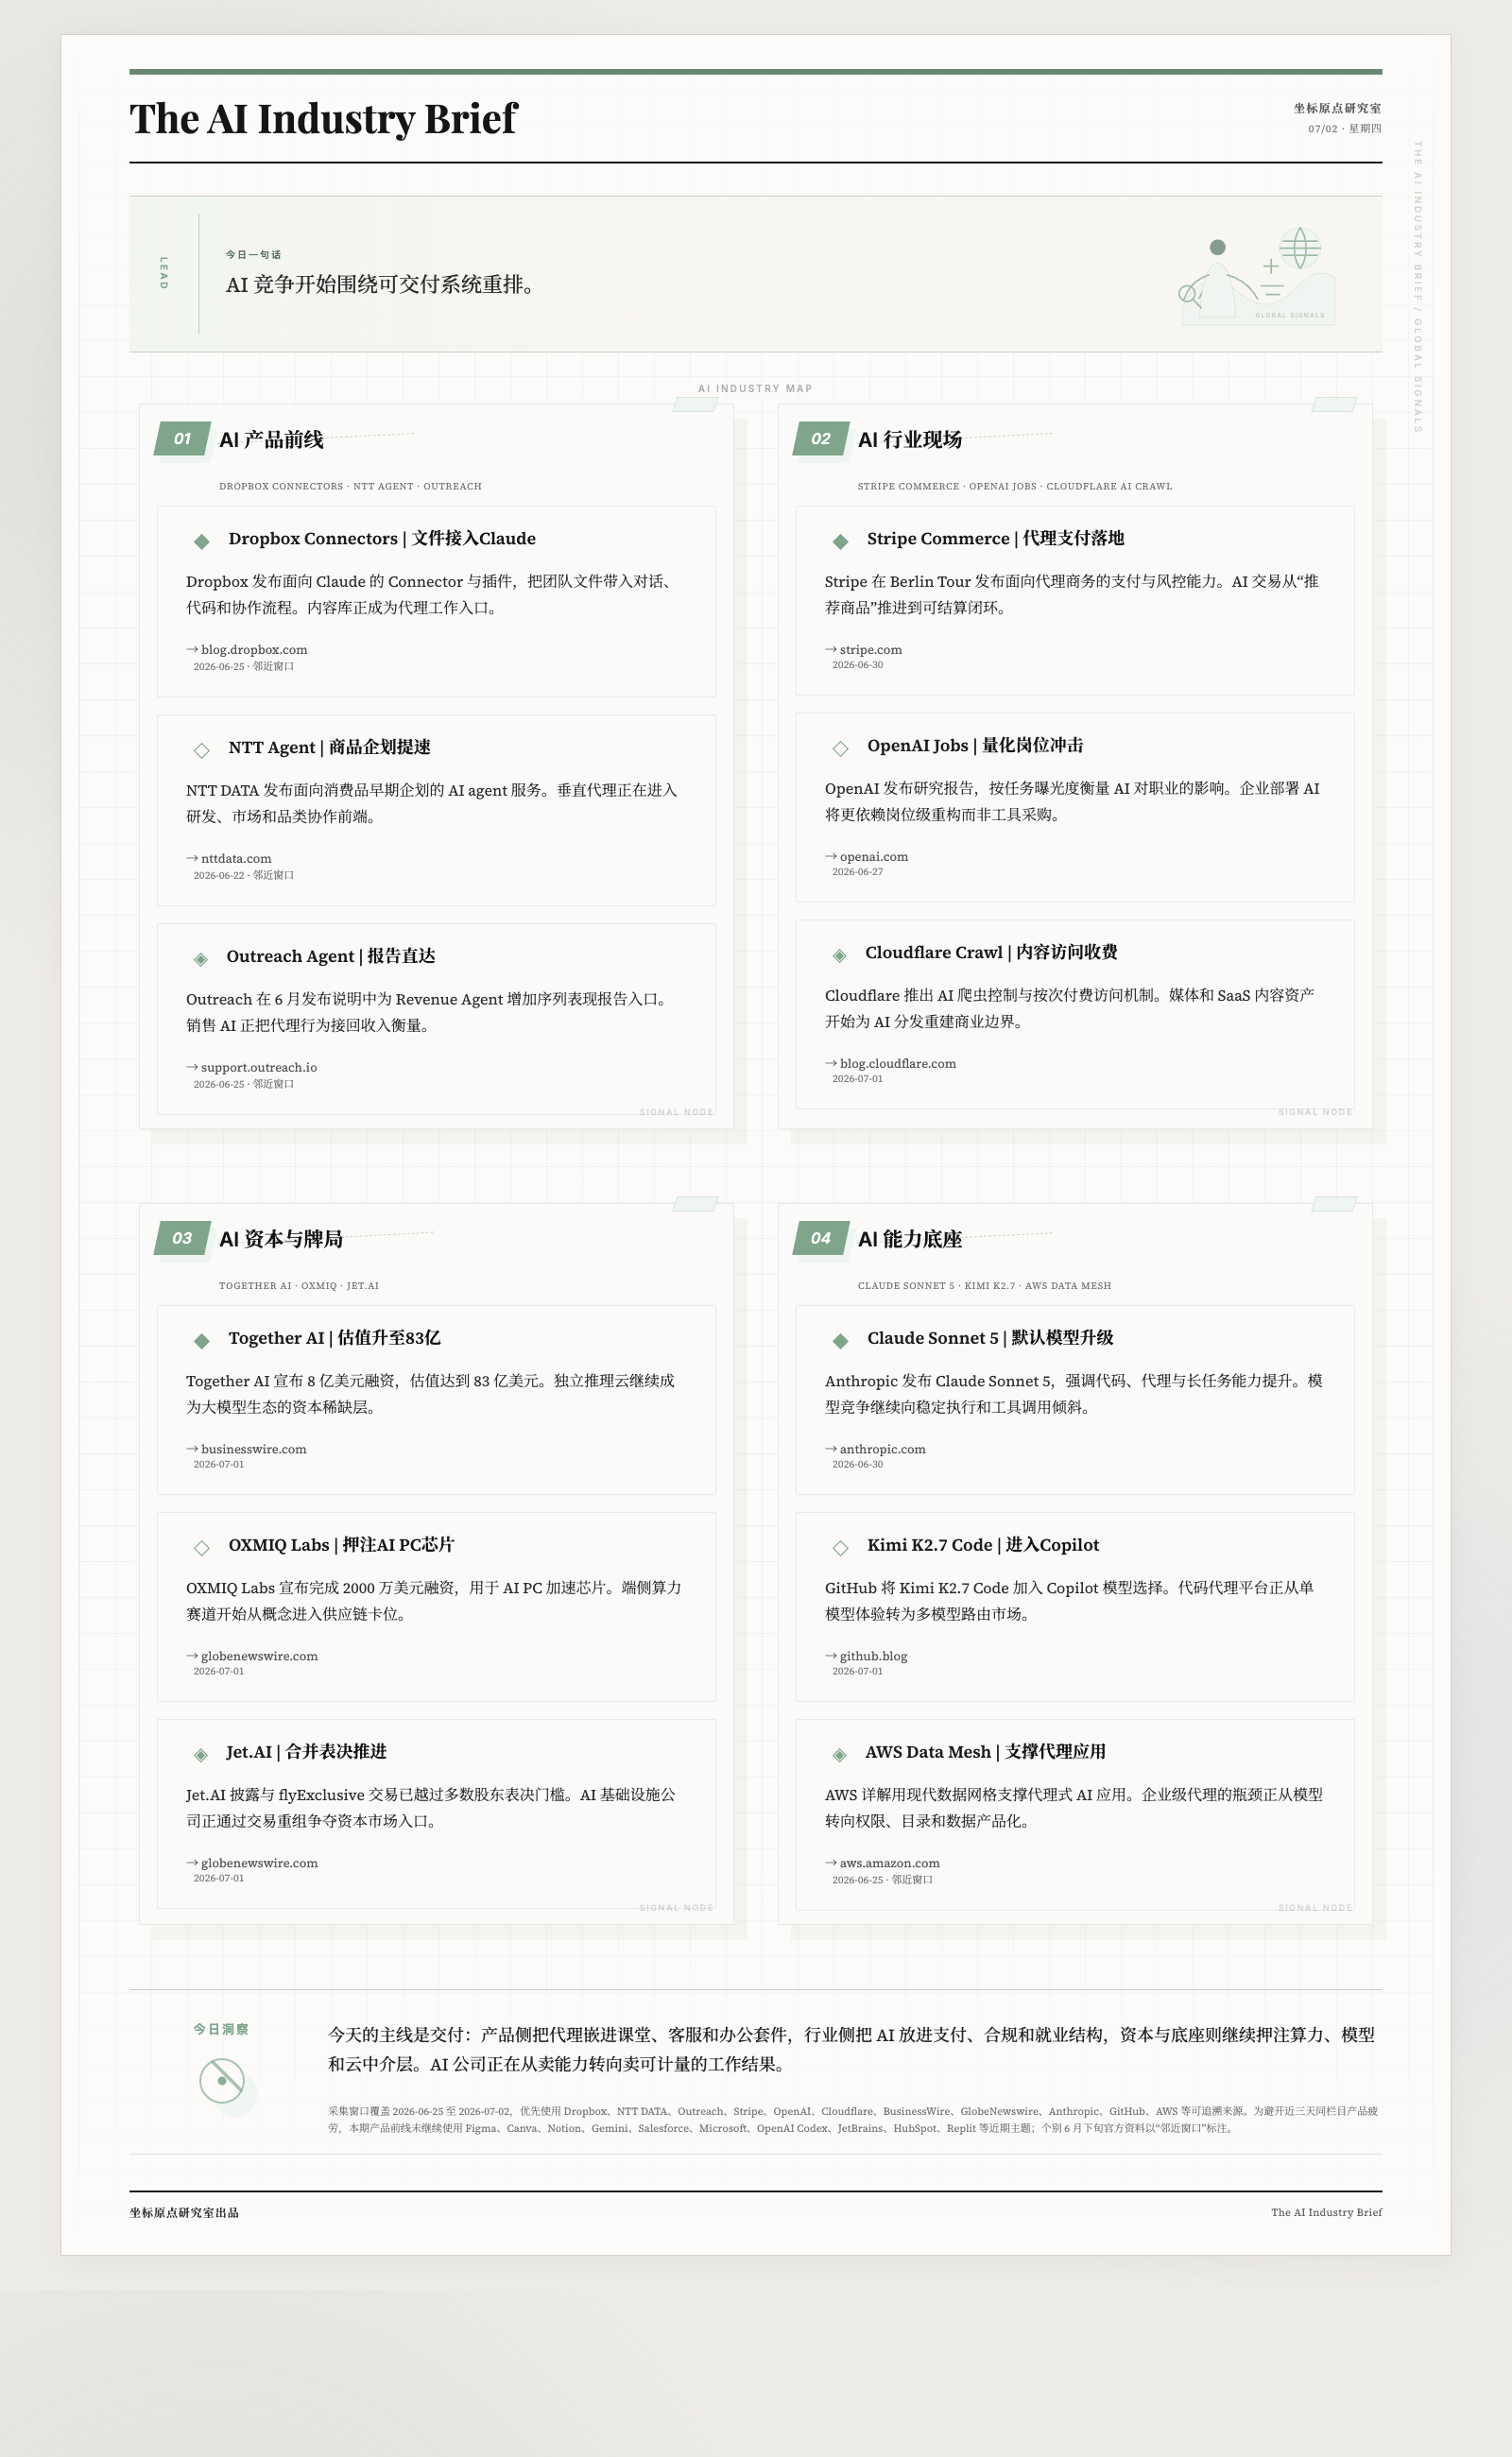 The AI Industry Brief
坐标原点研究室
07/02 · 星期四
THE AI INDUSTRY BRIEF / GLOBAL SIGNALS
LEAD
今日一句话
AI 竞争开始围绕可交付系统重排。
GLOBAL SIGNALS
AI INDUSTRY MAP
01
AI 产品前线
DROPBOX CONNECTORS · NTT AGENT · OUTREACH
◆ Dropbox Connectors | 文件接入Claude
Dropbox 发布面向 Claude 的 Connector 与插件，把团队文件带入对话、
代码和协作流程。内容库正成为代理工作入口。
→ blog.dropbox.com
2026-06-25 · 邻近窗口
◇ NTT Agent | 商品企划提速
NTT DATA 发布面向消费品早期企划的 AI agent 服务。垂直代理正在进入
研发、市场和品类协作前端。
→ nttdata.com
2026-06-22 · 邻近窗口
◈ Outreach Agent | 报告直达
Outreach 在 6 月发布说明中为 Revenue Agent 增加序列表现报告入口。
销售 AI 正把代理行为接回收入衡量。
→ support.outreach.io
2026-06-25 · 邻近窗口
SIGNAL NODE
02
AI 行业现场
STRIPE COMMERCE · OPENAI JOBS · CLOUDFLARE AI CRAWL
◆ Stripe Commerce | 代理支付落地
Stripe 在 Berlin Tour 发布面向代理商务的支付与风控能力。AI 交易从“推
荐商品”推进到可结算闭环。
→ stripe.com
2026-06-30
◇ OpenAI Jobs | 量化岗位冲击
OpenAI 发布研究报告，按任务曝光度衡量 AI 对职业的影响。企业部署 AI
将更依赖岗位级重构而非工具采购。
→ openai.com
2026-06-27
◈ Cloudflare Crawl | 内容访问收费
Cloudflare 推出 AI 爬虫控制与按次付费访问机制。媒体和 SaaS 内容资产
开始为 AI 分发重建商业边界。
→ blog.cloudflare.com
2026-07-01
SIGNAL NODE
03
AI 资本与牌局
TOGETHER AI · OXMIQ · JET.AI
◆ Together AI | 估值升至83亿
Together AI 宣布 8 亿美元融资，估值达到 83 亿美元。独立推理云继续成
为大模型生态的资本稀缺层。
→ businesswire.com
2026-07-01
◇ OXMIQ Labs | 押注AI PC芯片
OXMIQ Labs 宣布完成 2000 万美元融资，用于 AI PC 加速芯片。端侧算力
赛道开始从概念进入供应链卡位。
→ globenewswire.com
2026-07-01
◈ Jet.AI | 合并表决推进
Jet.AI 披露与 flyExclusive 交易已越过多数股东表决门槛。AI 基础设施公
司正通过交易重组争夺资本市场入口。
→ globenewswire.com
2026-07-01
SIGNAL NODE
04
AI 能力底座
CLAUDE SONNET 5 · KIMI K2.7 · AWS DATA MESH
◆ Claude Sonnet 5 | 默认模型升级
Anthropic 发布 Claude Sonnet 5，强调代码、代理与长任务能力提升。模
型竞争继续向稳定执行和工具调用倾斜。
→ anthropic.com
2026-06-30
◇ Kimi K2.7 Code | 进入Copilot
GitHub 将 Kimi K2.7 Code 加入 Copilot 模型选择。代码代理平台正从单
模型体验转为多模型路由市场。
→ github.blog
2026-07-01
◈ AWS Data Mesh | 支撑代理应用
AWS 详解用现代数据网格支撑代理式 AI 应用。企业级代理的瓶颈正从模型
转向权限、目录和数据产品化。
→ aws.amazon.com
2026-06-25 · 邻近窗口
SIGNAL NODE
今日洞察
今天的主线是交付：产品侧把代理嵌进课堂、客服和办公套件，行业侧把 AI 放进支付、合规和就业结构，资本与底座则继续押注算力、模型
和云中介层。AI 公司正在从卖能力转向卖可计量的工作结果。
采集窗口覆盖 2026-06-25 至 2026-07-02，优先使用 Dropbox、NTT DATA、Outreach、Stripe、OpenAI、Cloudflare、BusinessWire、GlobeNewswire、Anthropic、GitHub、AWS 等可追溯来源。为避开近三天同栏目产品疲
劳，本期产品前线未继续使用 Figma、Canva、Notion、Gemini、Salesforce、Microsoft、OpenAI Codex、JetBrains、HubSpot、Replit 等近期主题；个别 6 月下旬官方资料以“邻近窗口”标注。
坐标原点研究室出品
The AI Industry Brief